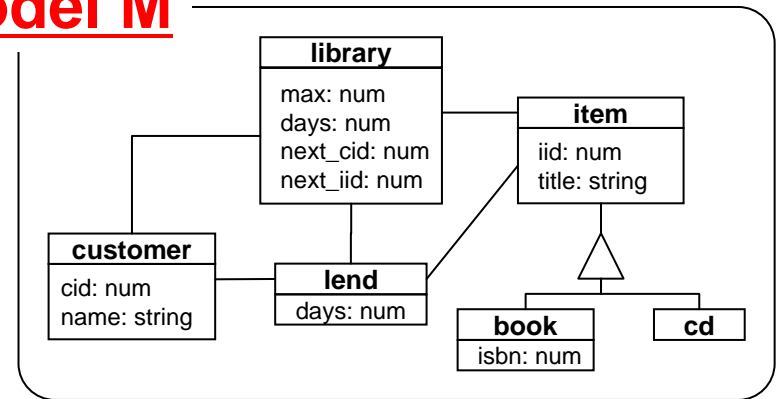 odel M
library
max: num
days: num
next_cid: num
next_iid: num
item
iid: num
title: string
customer
cid: num
name: string
lend
days: num
book
isbn: num
cd